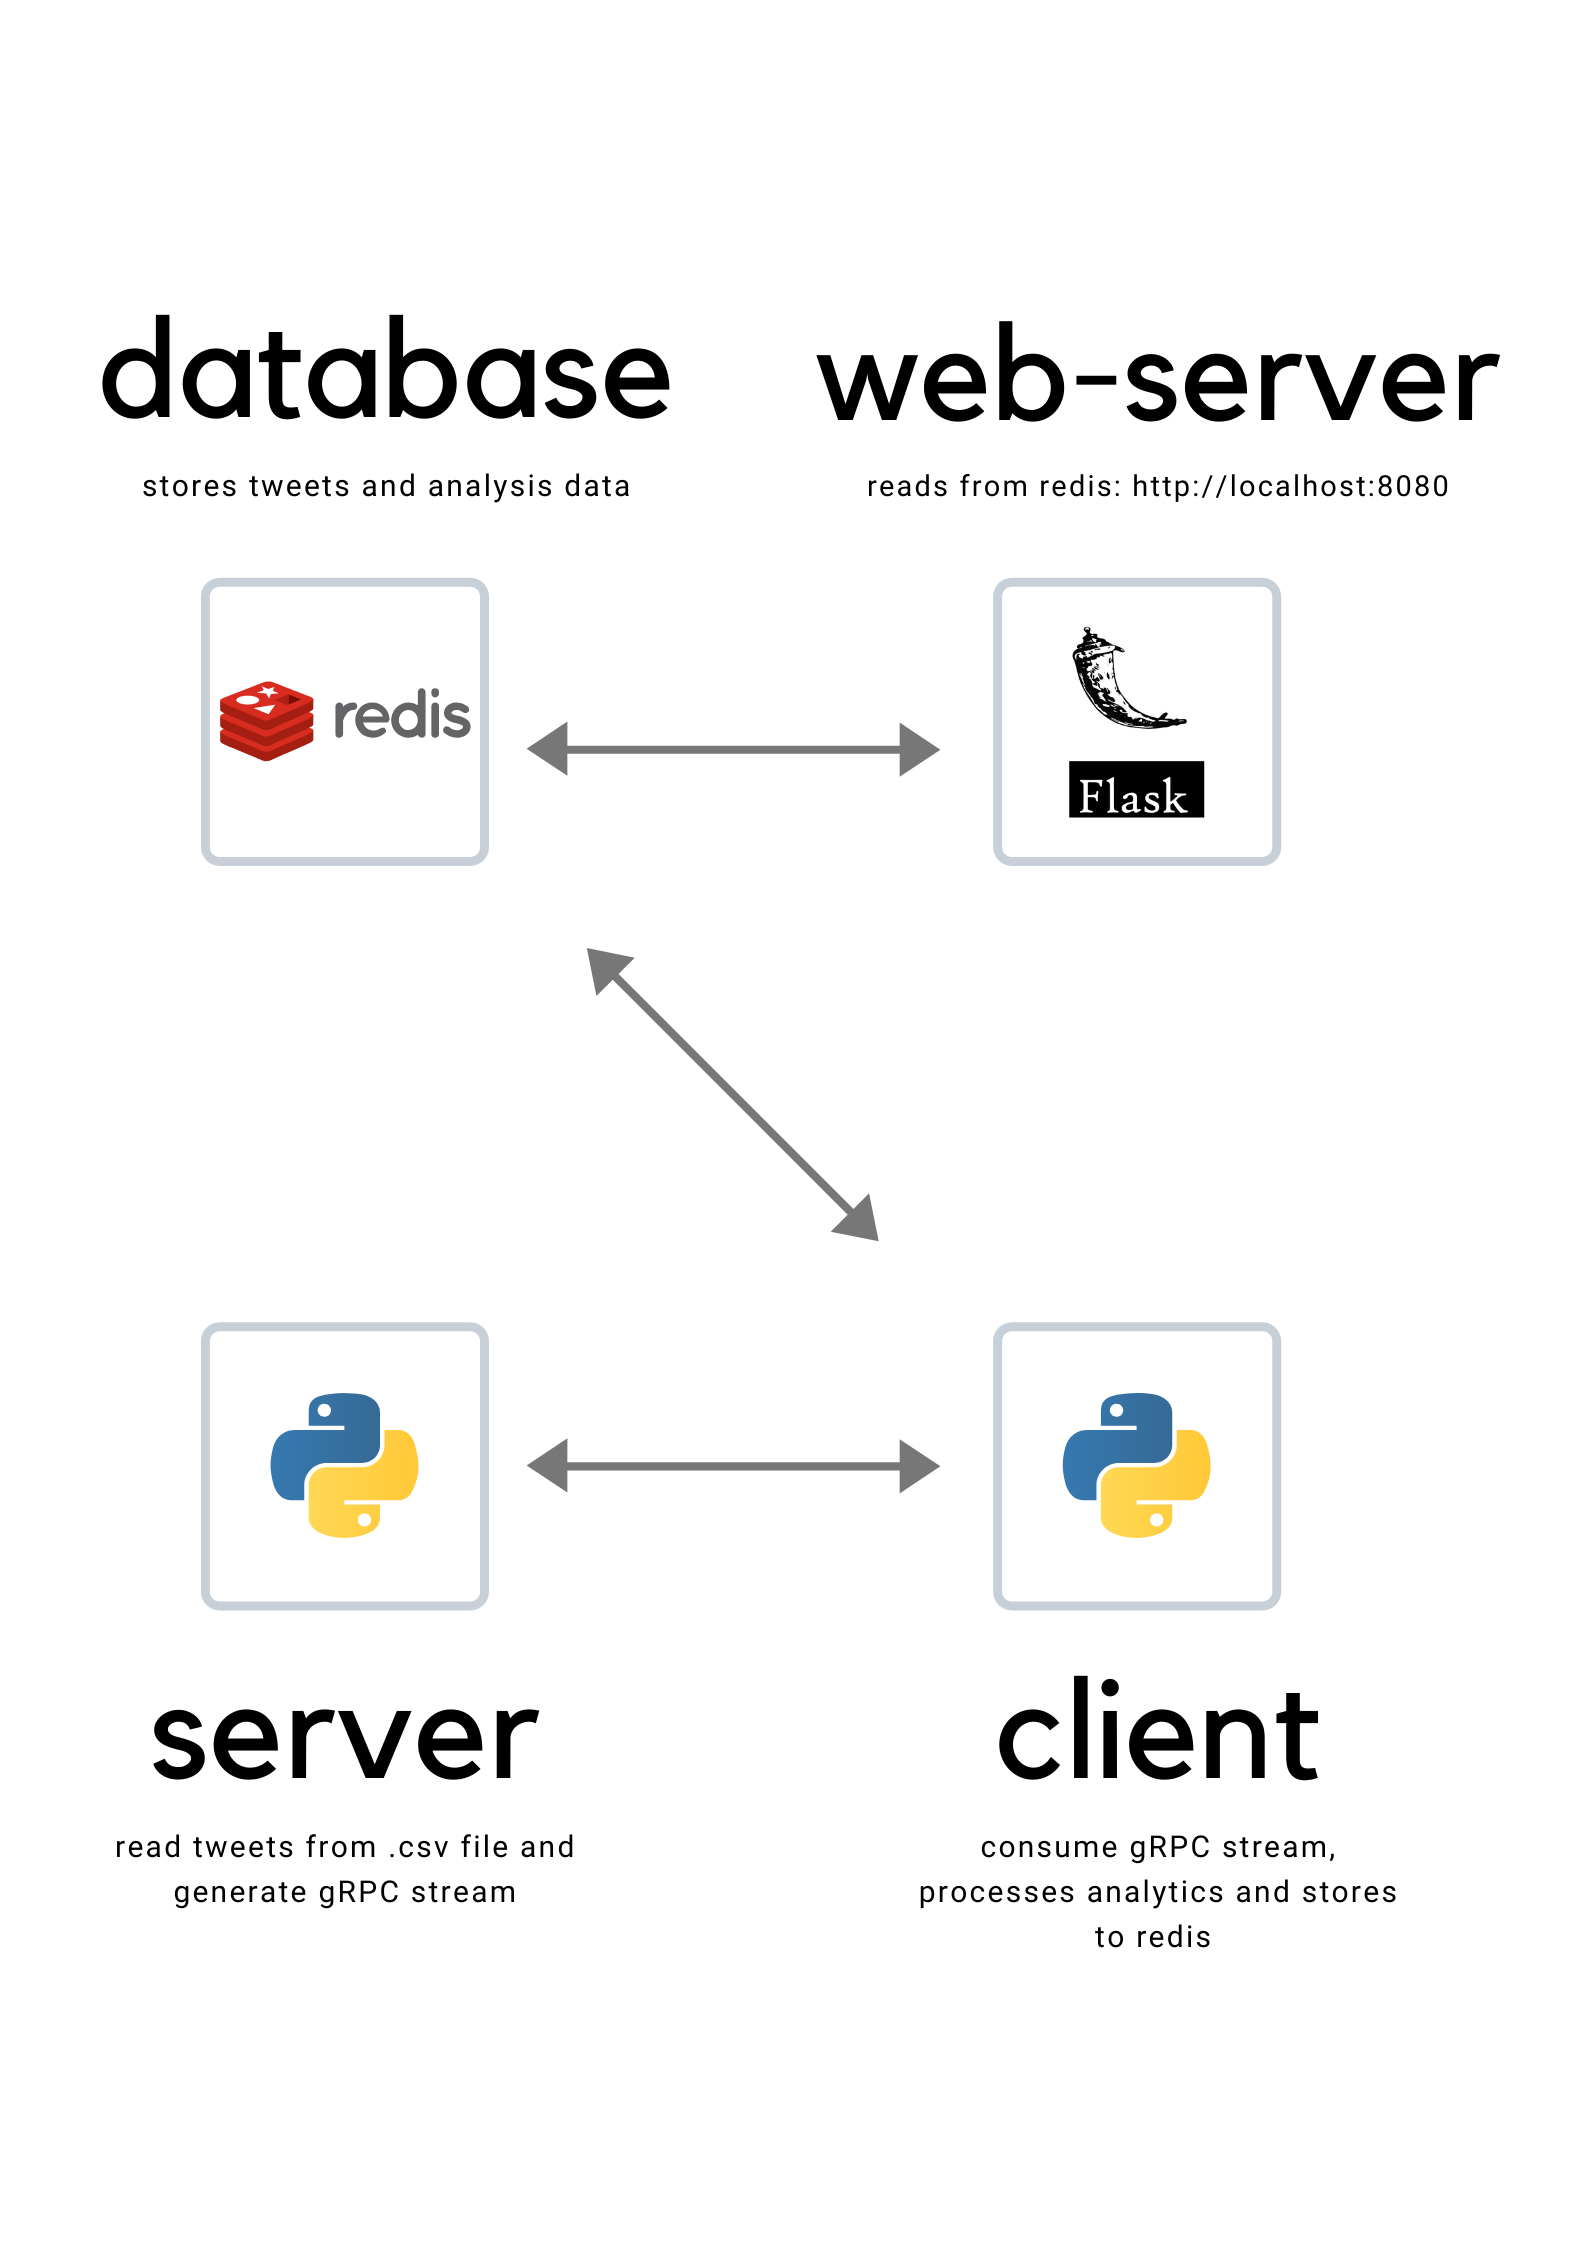 database
stores tweets and analysis data
web-server
reads from redis: http://localhost:8080
redis
Flask
server
read tweets from .csv file and
generate gRPC stream
client
consume gRPC stream,
processes analytics and stores
to redis